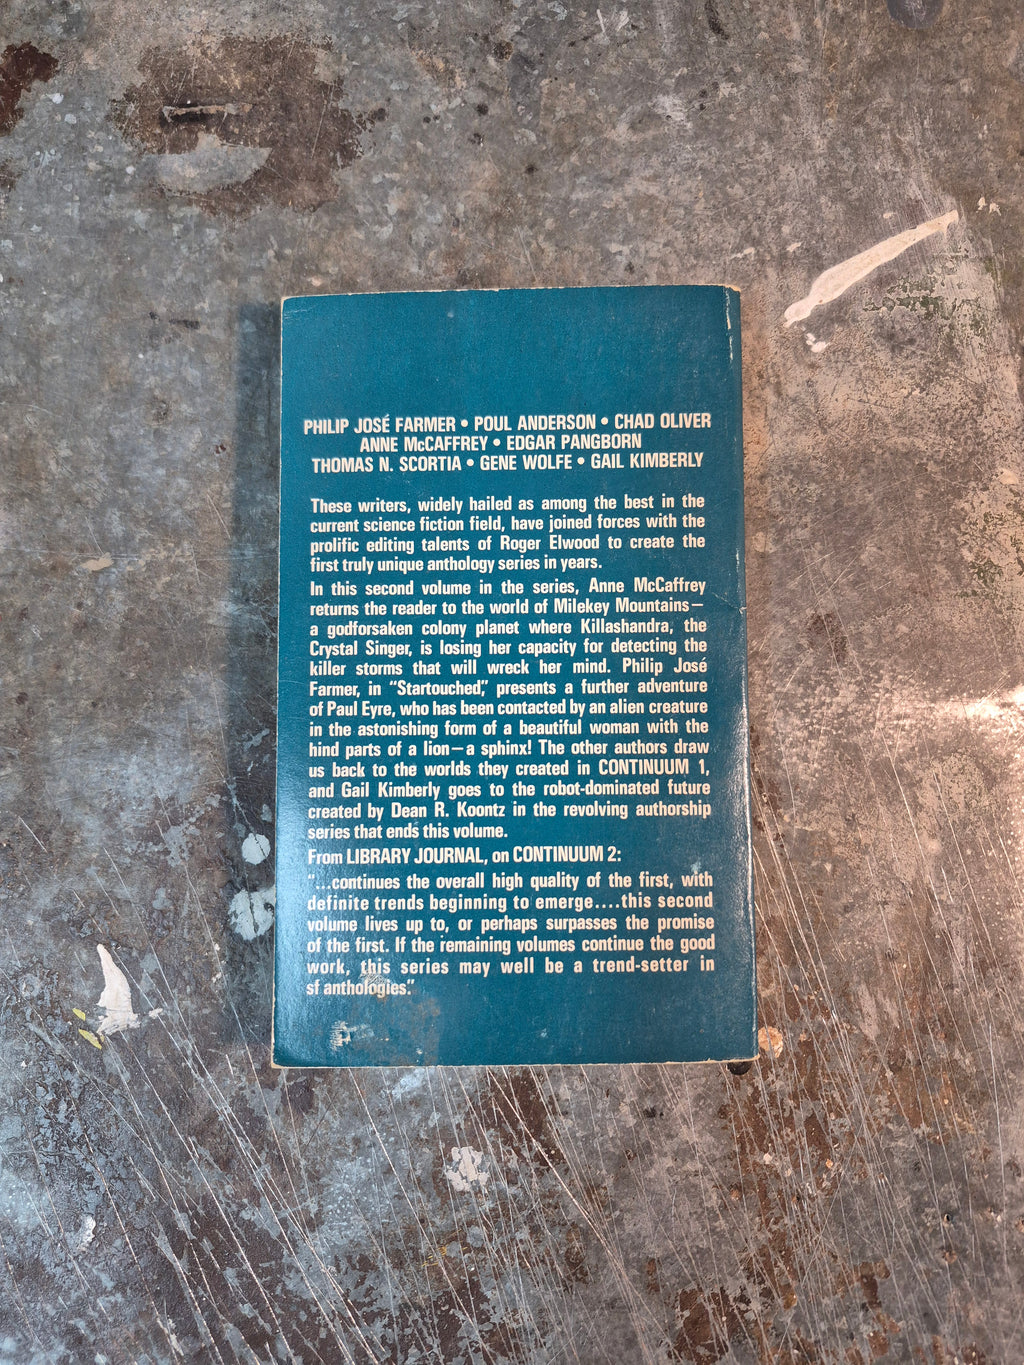 PHILIP JOSÉ FARMER • POUL ANDERSON • CHAD OLIVER
ANNE McCAFFREY • EDGAR PANGBORN
THOMAS N. SCORTIA • GENE WOLFE • GAIL KIMBERLY
These writers, widely hailed as among the best in the
current science fiction field, have joined forces with the
prolific editing talents of Roger Elwood to create the
first truly unique anthology series in years.
In this second volume in the series, Anne McCaffrey
returns the reader to the world of Milekey Mountains—
a godforsaken colony planet where Killashandra, the
Crystal Singer, is losing her capacity for detecting the
killer storms that will wreck her mind. Philip José
Farmer, in “Startouched,” presents a further adventure
of Paul Eyre, who has been contacted by an alien creature
in the astonishing form of a beautiful woman with the
hind parts of a lion—a sphinx! The other authors draw
us back to the worlds they created in CONTINUUM 1,
and Gail Kimberly goes to the robot-dominated future
created by Dean R. Koontz in the revolving authorship
series that ends this volume.
From LIBRARY JOURNAL, on CONTINUUM 2:
“...continues the overall high quality of the first, with
definite trends beginning to emerge....this second
volume lives up to, or perhaps surpasses the promise
of the first. If the remaining volumes continue the good
work, this series may well be a trend-setter in
sf anthologies.”